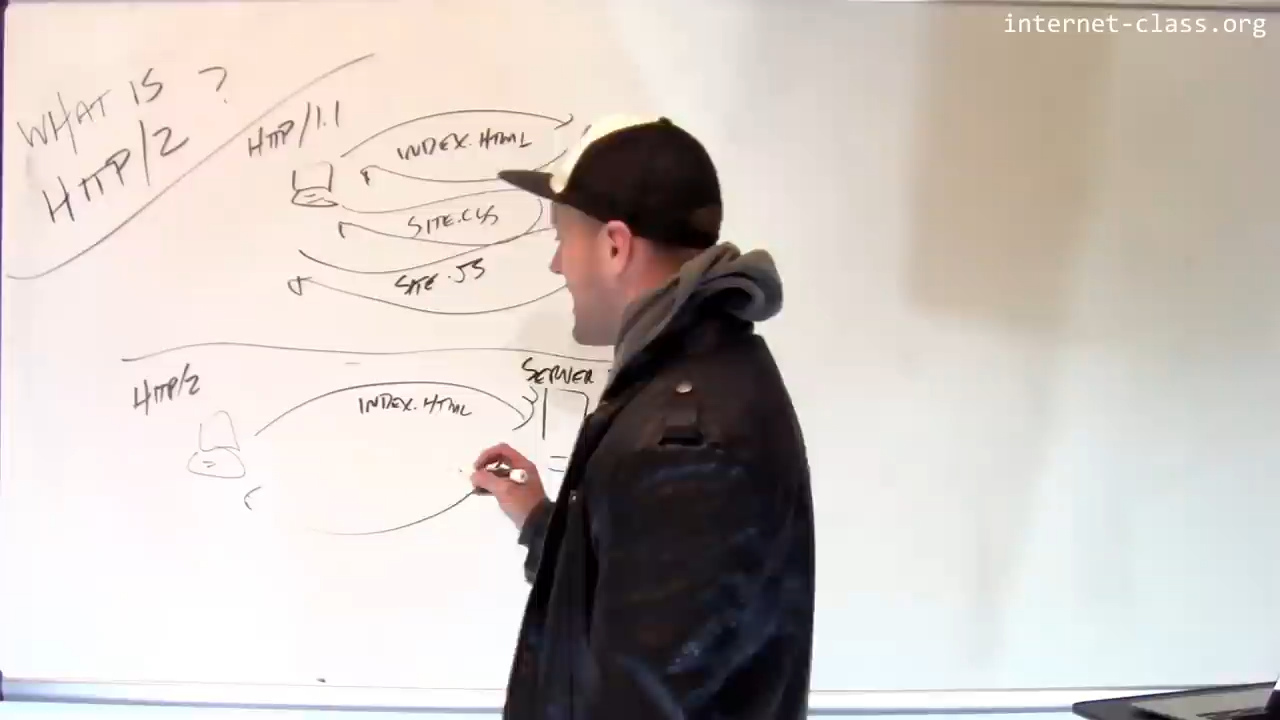 internet-class.org
WHAT IS
HTTP/2 ?
HTTP/1.1
INDEX.HTML
SITE.CSS
SITE.JS
HTTP/2
SERVER
INDEX.HTML